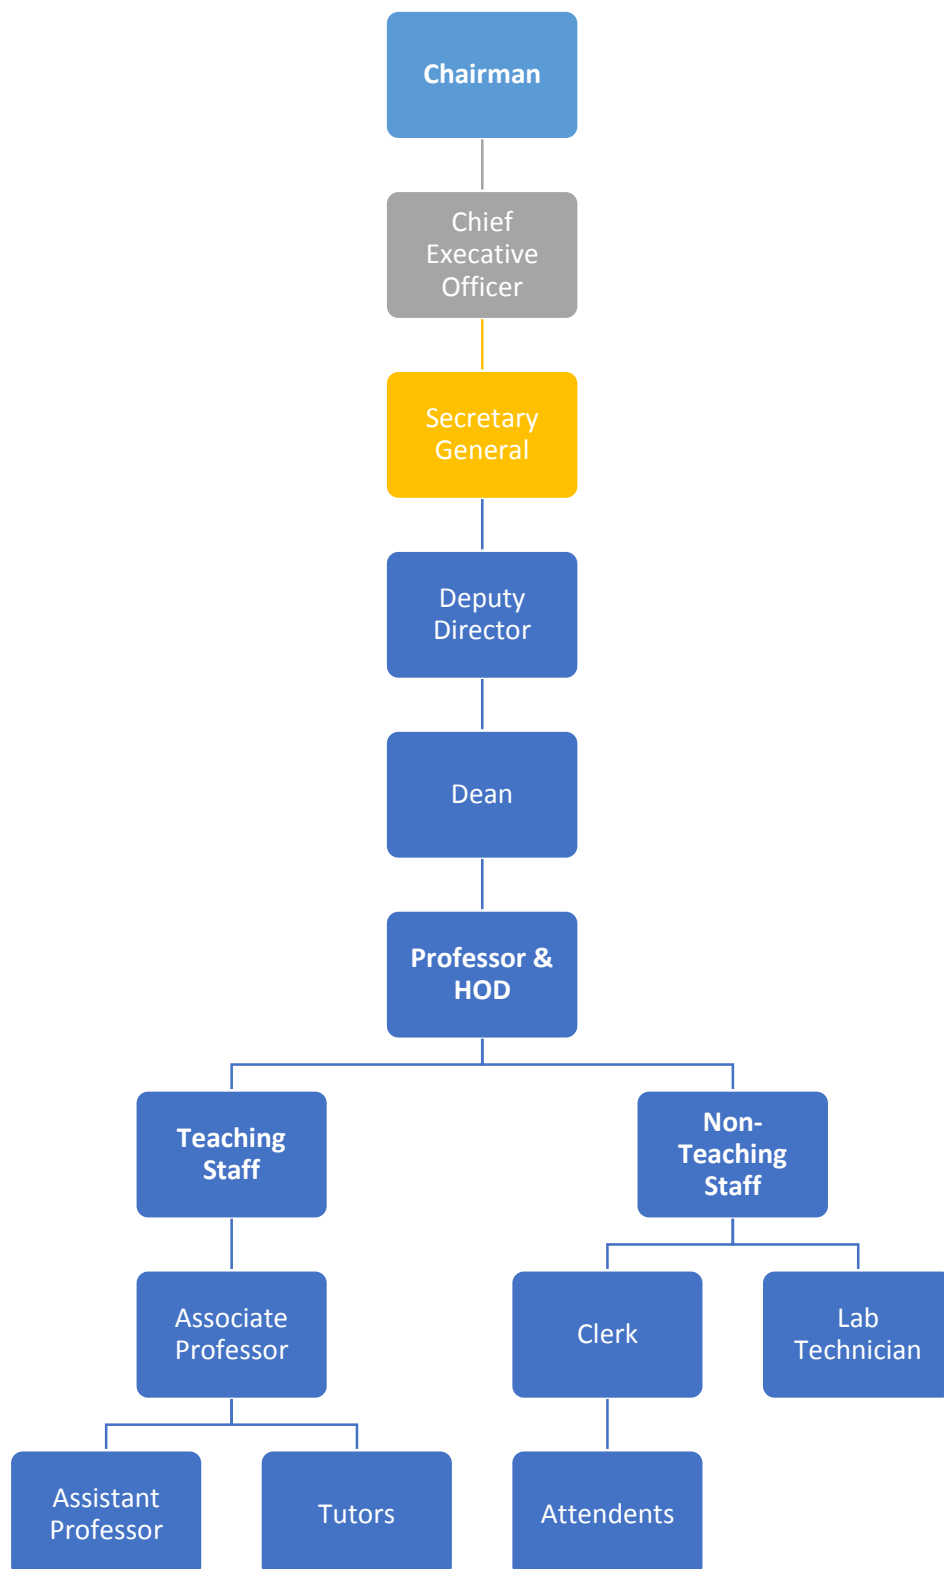 Chairman
Chief
Executive
Officer
Secretary
General
Deputy
Director
Dean
Professor &
HOD
Teaching
Staff
Non-
Teaching
Staff
Associate
Professor
Clerk
Lab
Technician
Assistant
Professor
Tutors
Attendents